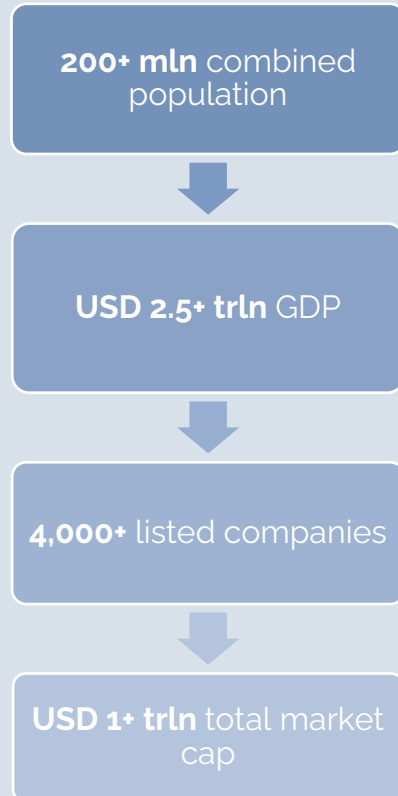 200+ mln combined
population
USD 2.5+ trln GDP
4,000+ listed companies
USD 1+ trln total market
cap